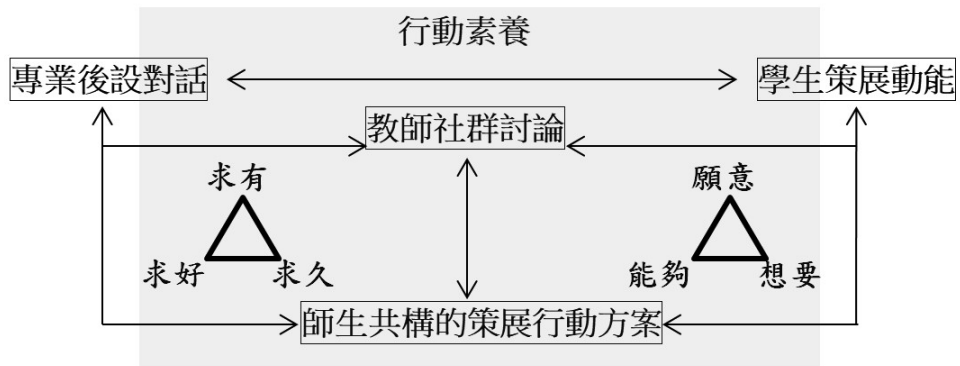 行動素養
專業後設對話
學生策展動能
教師社群討論
求有
願意
求好
求久
能夠
想要
師生共構的策展行動方案